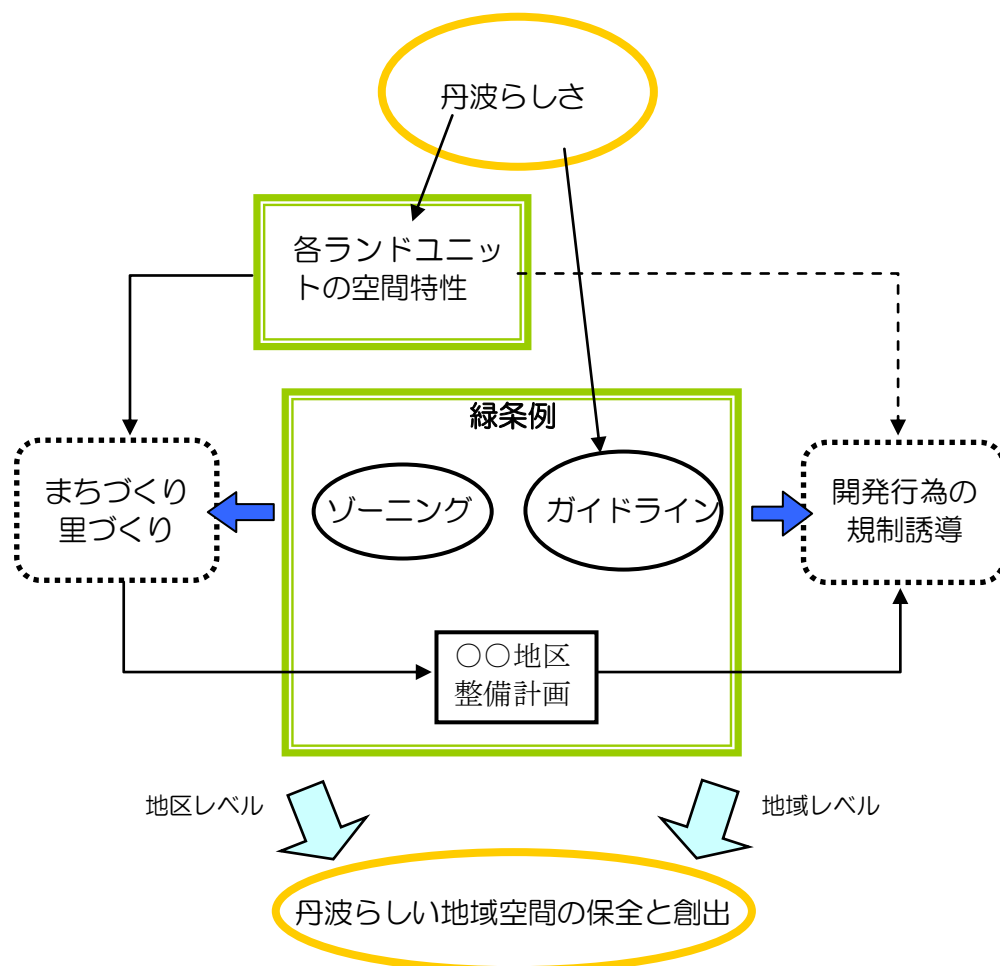 丹波らしさ
各ランドユニッ
トの空間特性
緑条例
まちづくり
里づくり
ゾーニング
ガイドライン
開発行為の
規制誘導
○○地区
整備計画
地区レベル
地域レベル
丹波らしい地域空間の保全と創出